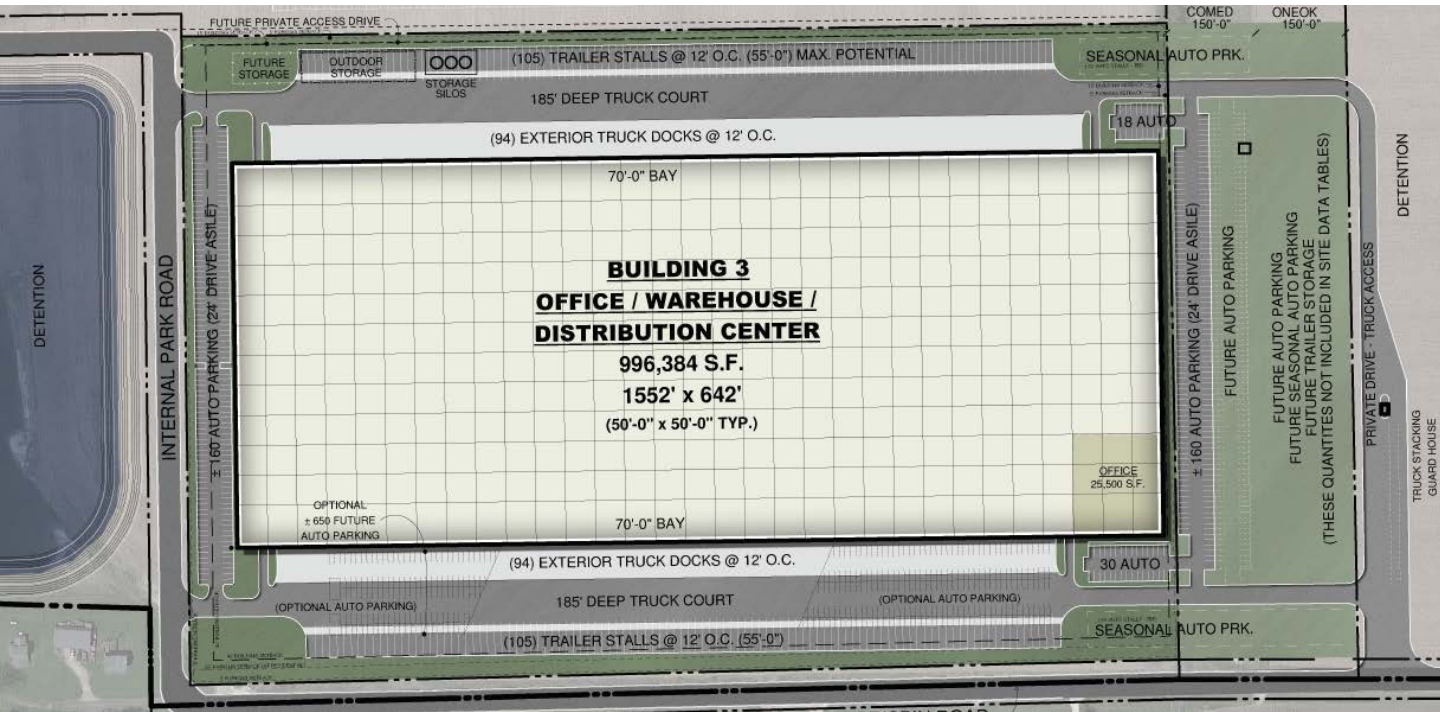 FUTURE PRIVATE ACCESS DRIVE
COMED
150'-0"
ONEOK
150'-0"
FUTURE
STORAGE
OUTDOOR
STORAGE
STORAGE
SILOS
(105) TRAILER STALLS @ 12' O.C. (55'-0") MAX. POTENTIAL
SEASONAL AUTO PRK.
185' DEEP TRUCK COURT
18 AUTO
(94) EXTERIOR TRUCK DOCKS @ 12' O.C.
70'-0" BAY
DETENTION
INTERNAL PARK ROAD
± 160 AUTO PARKING (24' DRIVE ASILE)
BUILDING 3
OFFICE / WAREHOUSE /
DISTRIBUTION CENTER
996,384 S.F.
1552' x 642'
(50'-0" x 50'-0" TYP.)
OFFICE
25,500 S.F.
OPTIONAL
± 650 FUTURE
AUTO PARKING
70'-0" BAY
± 160 AUTO PARKING (24' DRIVE ASILE)
FUTURE AUTO PARKING
FUTURE AUTO PARKING
FUTURE SEASONAL AUTO PARKING
FUTURE TRAILER STORAGE
(THESE QUANTITES NOT INCLUDED IN SITE DATA TABLES)
PRIVATE DRIVE - TRUCK ACCESS
DETENTION
TRUCK STACKING
GUARD HOUSE
(94) EXTERIOR TRUCK DOCKS @ 12' O.C.
30 AUTO
(OPTIONAL AUTO PARKING)
185' DEEP TRUCK COURT
(OPTIONAL AUTO PARKING)
(105) TRAILER STALLS @ 12' O.C. (55'-0")
SEASONAL AUTO PRK.
ROAD